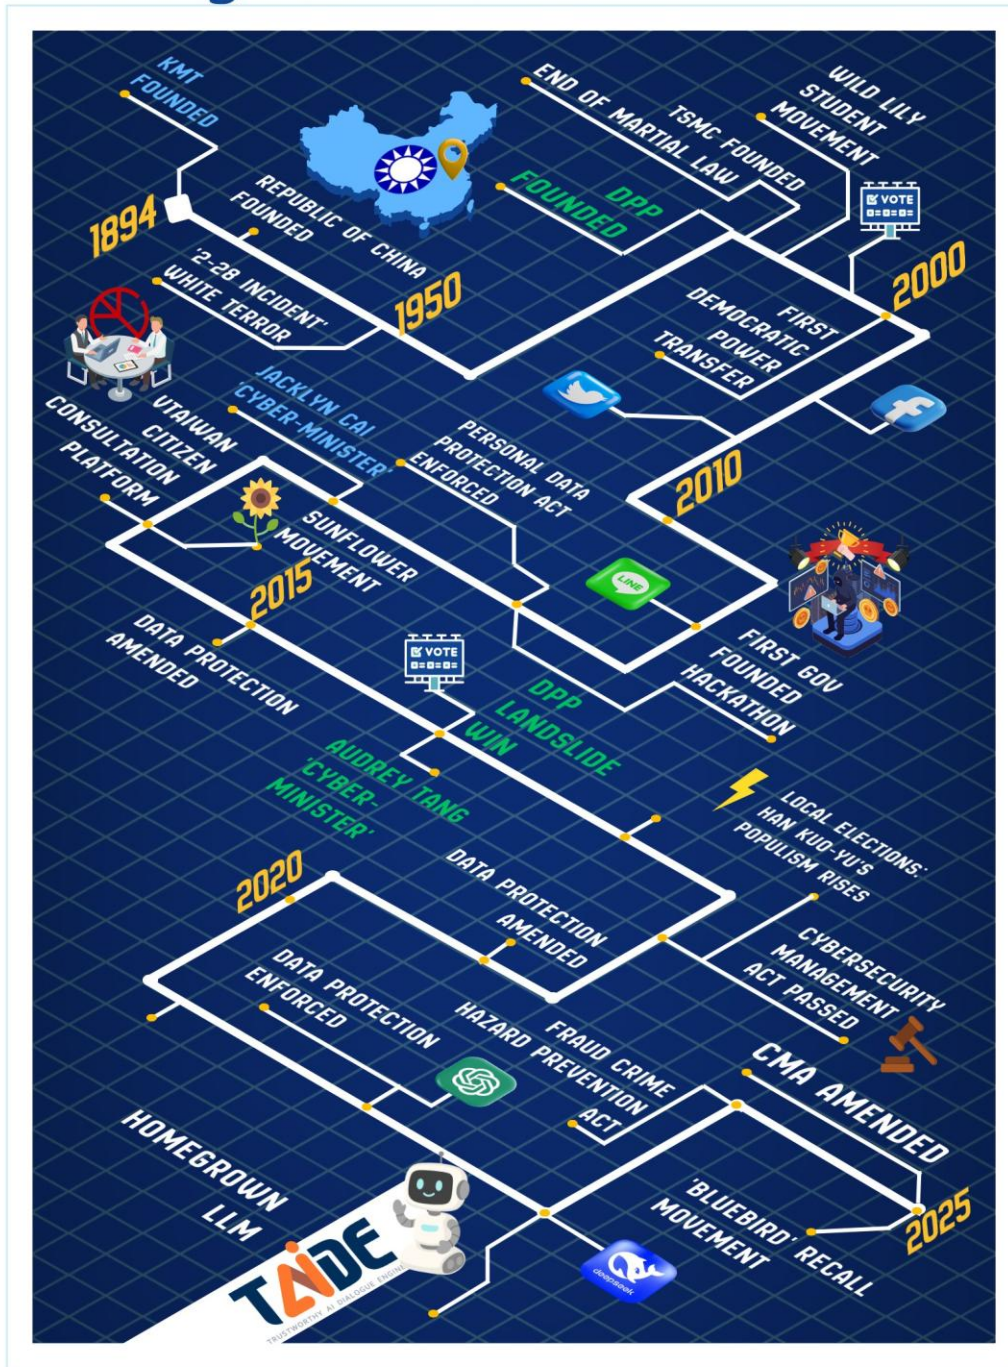 KMT
FOUNDED
1894
REPUBLIC OF CHINA
FOUNDED
'2-28 INCIDENT'
WHITE TERROR
1950
DPP
FOUNDED
END OF MARTIAL LAW
TSMC FOUNDED
WILD LILY
STUDENT
MOVEMENT
VOTE
2000
FIRST
DEMOCRATIC
POWER
TRANSFER
2010
LINE
FIRST GOV
FOUNDED
HACKATHON
PERSONAL DATA
PROTECTION ACT
ENFORCED
JACKLYN CAI
'CYBER-MINISTER'
SUNFLOWER
MOVEMENT
VTAIWAN
CITIZEN
CONSULTATION
PLATFORM
2015
DATA PROTECTION
AMENDED
VOTE
DPP
LANDSLIDE
WIN
AUDREY TANG
'CYBER-
MINISTER'
LOCAL ELECTIONS:
HAN KUO-YU'S
POPULISM RISES
CYBERSECURITY
MANAGEMENT
ACT PASSED
DATA PROTECTION
AMENDED
2020
DATA PROTECTION
ENFORCED
FRAUD CRIME
HAZARD PREVENTION
ACT
HOMEGROWN
LLM
TAIDE
TRUSTWORTHY AI DIALOGUE
deepseek
CMA AMENDED
'BLUEBIRD' RECALL
MOVEMENT
2025